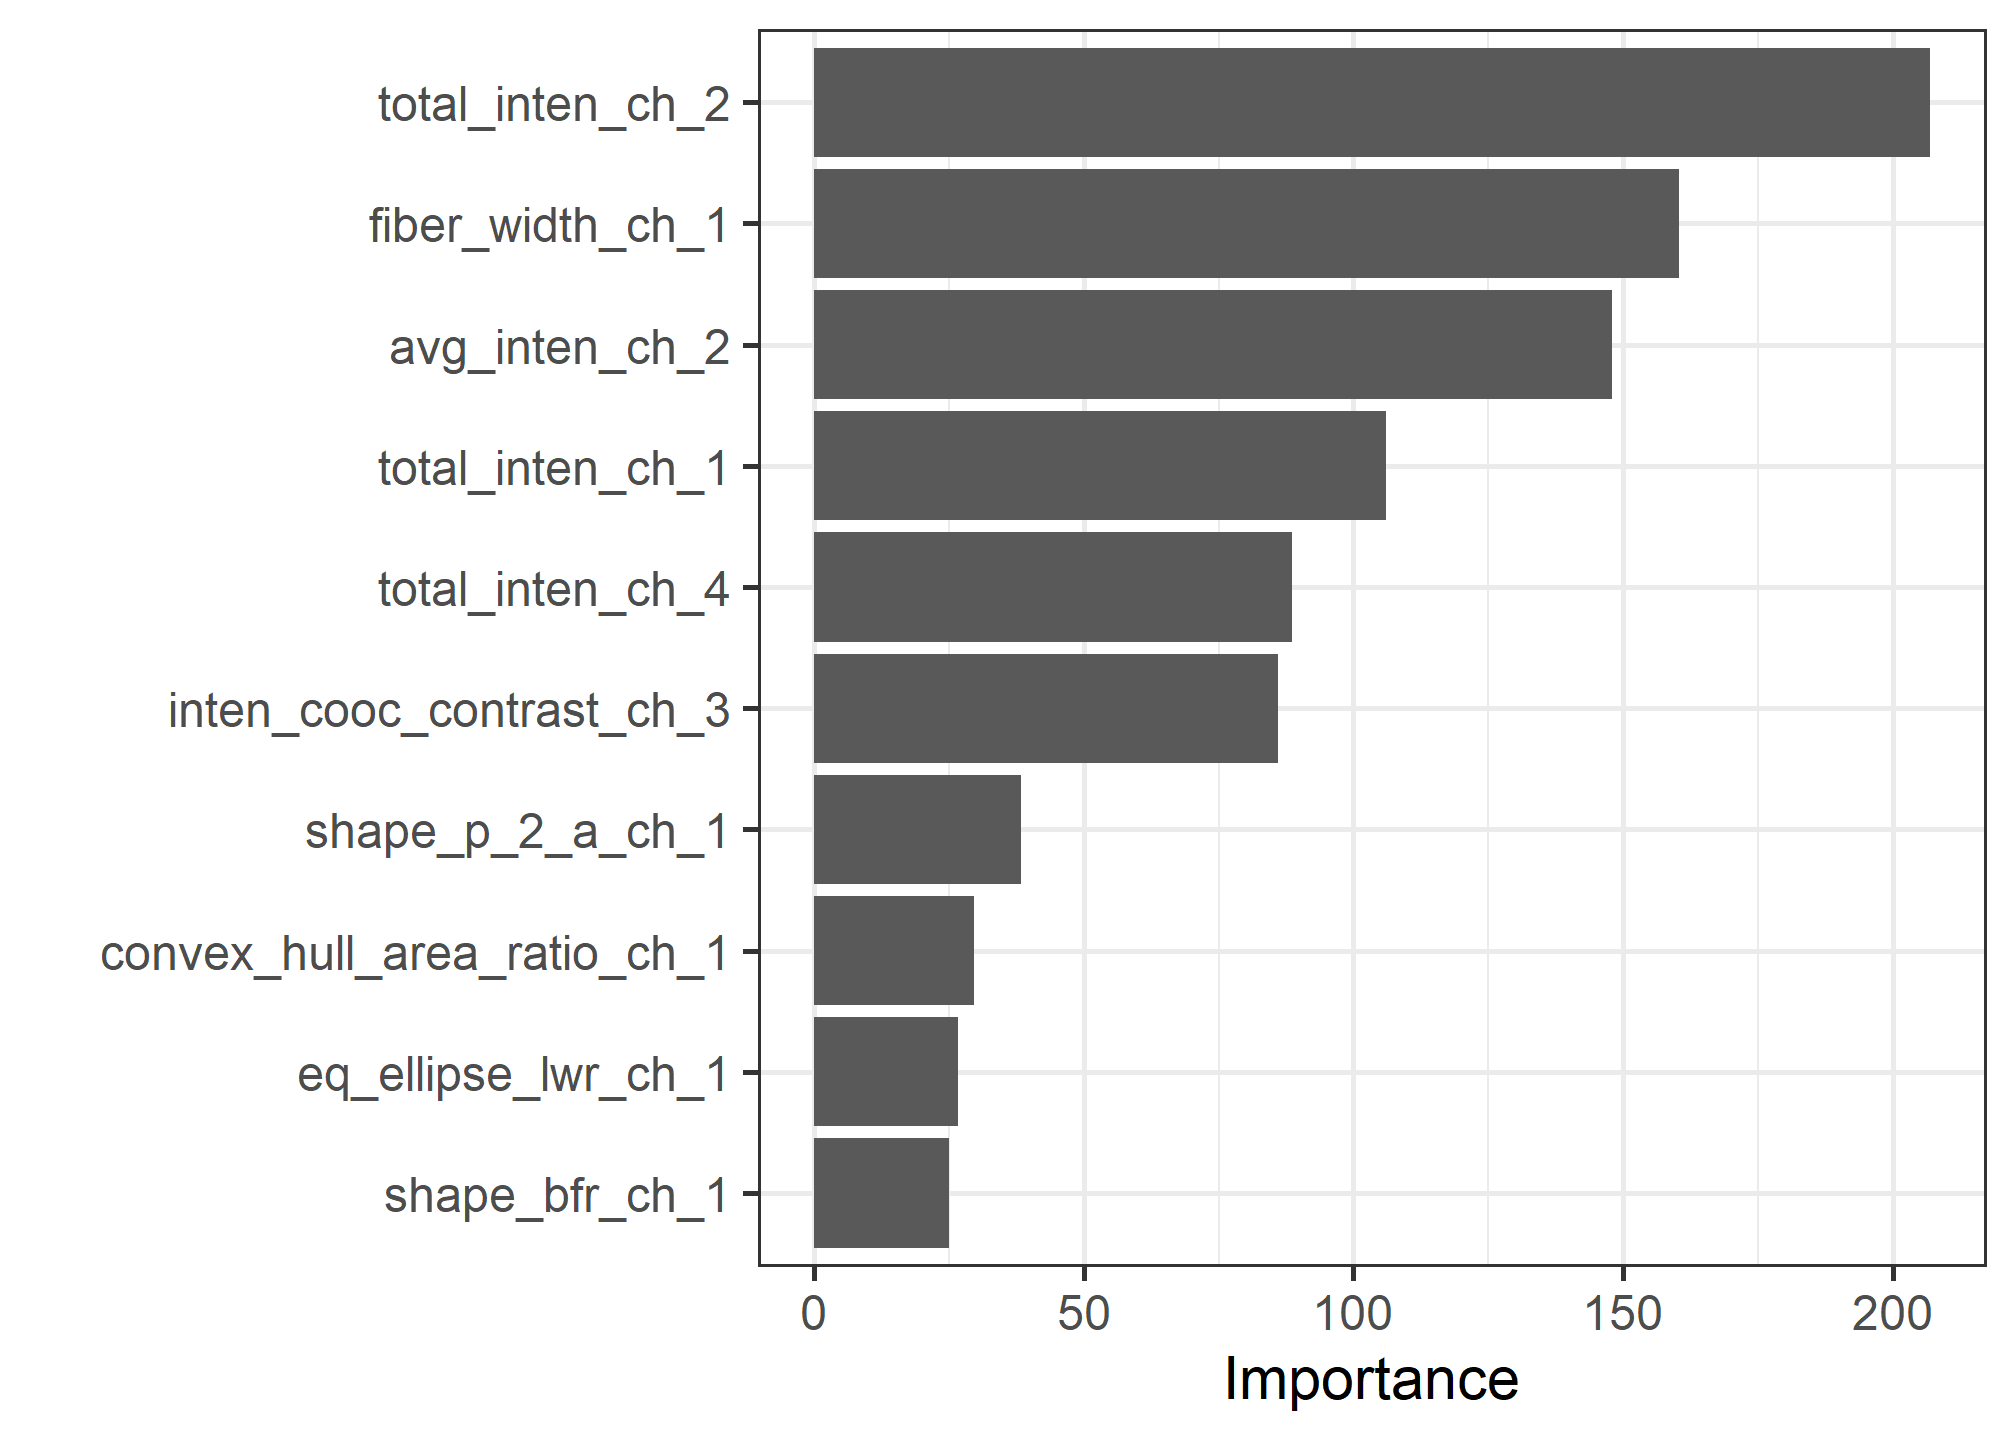 total_inten_ch_2
fiber_width_ch_1
avg_inten_ch_2
total_inten_ch_1
total_inten_ch_4
inten_cooc_contrast_ch_3
shape_p_2_a_ch_1
convex_hull_area_ratio_ch_1
eq_ellipse_lwr_ch_1
shape_bfr_ch_1
0 50 100 150 200
Importance